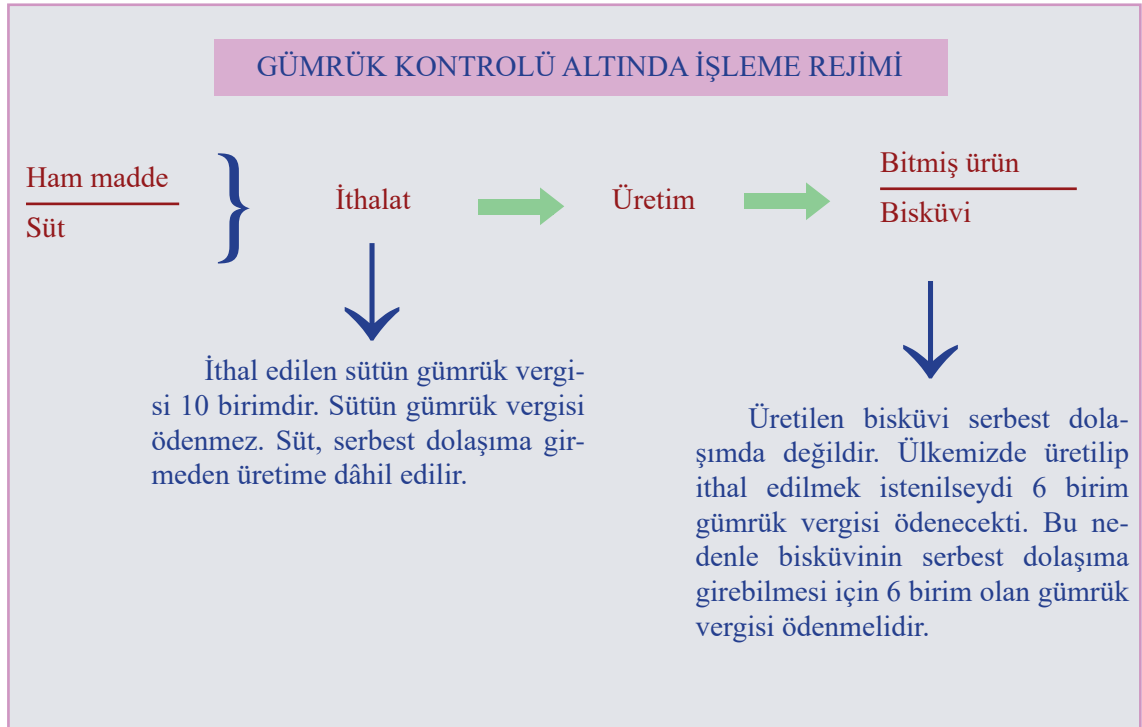 GÜMRÜK KONTROLÜ ALTINDA İŞLEME REJİMİ
Ham madde
Süt
İthalat
Üretim
Bitmiş ürün
Bisküvi
İthal edilen sütün gümrük vergi-
si 10 birimdir. Sütün gümrük vergisi
ödenmez. Süt, serbest dolaşıma gir-
meden üretime dâhil edilir.
Üretilen bisküvi serbest dola-
şımda değildir. Ülkemizde üretilip
ithal edilmek istenilseydi 6 birim
gümrük vergisi ödenecekti. Bu ne-
denle bisküvinin serbest dolaşıma
girebilmesi için 6 birim olan gümrük
vergisi ödenmelidir.